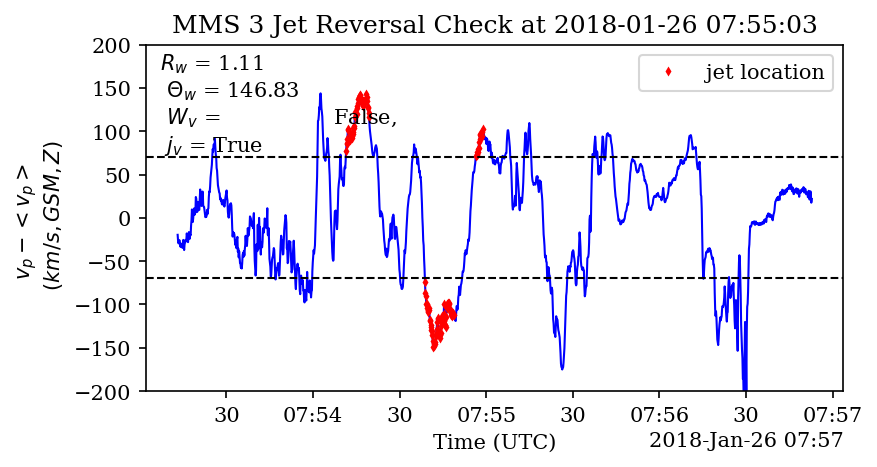 MMS 3 Jet Reversal Check at 2018-01-26 07:55:03
R_w = 1.11
Θ_w = 146.83
W_v = False,
j_v = True
jet location
v_p − <v_p>
(km/s, GSM, Z)
200
150
100
50
0
−50
−100
−150
−200
30 07:54 30 07:55 30 07:56 30 07:57
Time (UTC)
2018-Jan-26 07:57